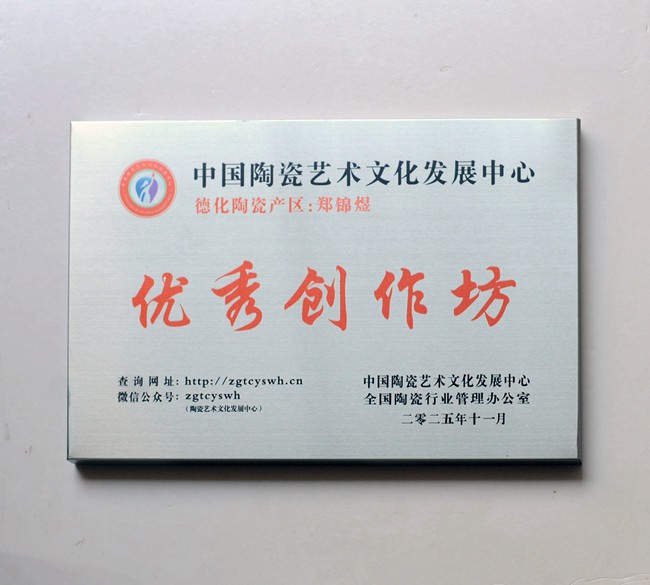 中国陶瓷艺术文化发展中心
德化陶瓷产区:郑锦煜
优秀创作坊
查询网址: http://zgtcyswh.cn
微信公众号: zgtcyswh
(陶瓷艺术文化发展中心)
中国陶瓷艺术文化发展中心
全国陶瓷行业管理办公室
二零二五年十一月